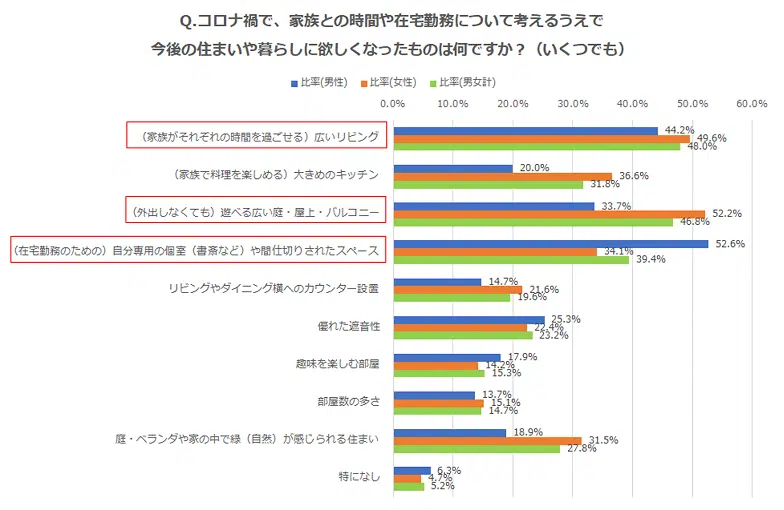 Q.コロナ禍で、家族との時間や在宅勤務について考えるうえで
今後の住まいや暮らしに欲しくなったものは何ですか？（いくつでも）
比率(男性) 比率(女性) 比率(男女計)
0.0% 10.0% 20.0% 30.0% 40.0% 50.0% 60.0%
（家族がそれぞれの時間を過ごせる）広いリビング
44.2%
49.6%
48.0%
（家族で料理を楽しめる）大きめのキッチン
20.0%
36.6%
31.8%
（外出しなくても）遊べる広い庭・屋上・バルコニー
33.7%
52.2%
46.8%
（在宅勤務のための）自分専用の個室（書斎など）や間仕切りされたスペース
52.6%
34.1%
39.4%
リビングやダイニング横へのカウンター設置
14.7%
21.6%
19.6%
優れた遮音性
25.3%
22.4%
23.2%
趣味を楽しむ部屋
17.9%
14.2%
15.3%
部屋数の多さ
13.7%
15.1%
14.7%
庭・ベランダや家の中で緑（自然）が感じられる住まい
18.9%
31.5%
27.8%
特になし
6.3%
4.7%
5.2%